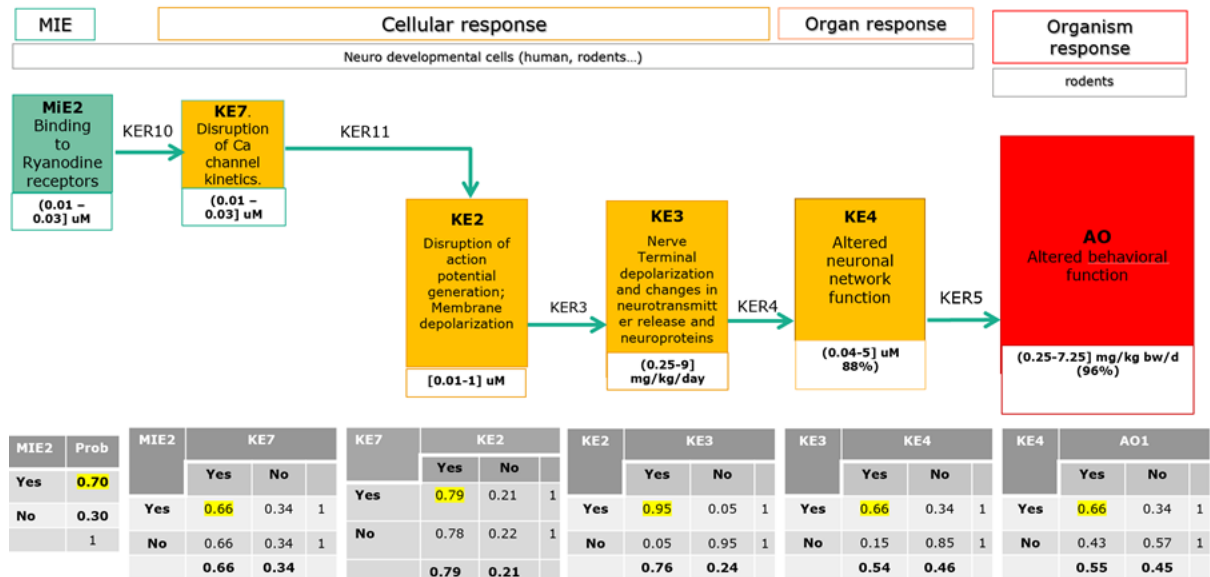 MIE
Cellular response
Organ response
Organism
response
Neuro developmental cells (human, rodents...)
rodents
MiE2
Binding
to
Ryanodine
receptors
(0.01 –
0.03] uM
KER10
KE7.
Disruption
of Ca
channel
kinetics.
(0.01 –
0.03] uM
KER11
KE2
Disruption of
action
potential
generation;
Membrane
depolarization
[0.01-1] uM
KER3
KE3
Nerve
Terminal
depolarization
and changes in
neurotransmitt
er release and
neuroproteins
(0.25-9]
mg/kg/day
KER4
KE4
Altered
neuronal
network
function
(0.04-5] uM
88%)
KER5
AO
Altered behavioral
function
(0.25-7.25] mg/kg bw/d
(96%)
MIE2 Prob
Yes 0.70
No 0.30
1
MIE2 KE7
Yes No
Yes 0.66 0.34 1
No 0.66 0.34 1
0.66 0.34
KE7 KE2
Yes No
Yes 0.79 0.21 1
No 0.78 0.22 1
0.79 0.21
KE2 KE3
Yes No
Yes 0.95 0.05 1
No 0.05 0.95 1
0.76 0.24
KE3 KE4
Yes No
Yes 0.66 0.34 1
No 0.15 0.85 1
0.54 0.46
KE4 AO1
Yes No
Yes 0.66 0.34 1
No 0.43 0.57 1
0.55 0.45